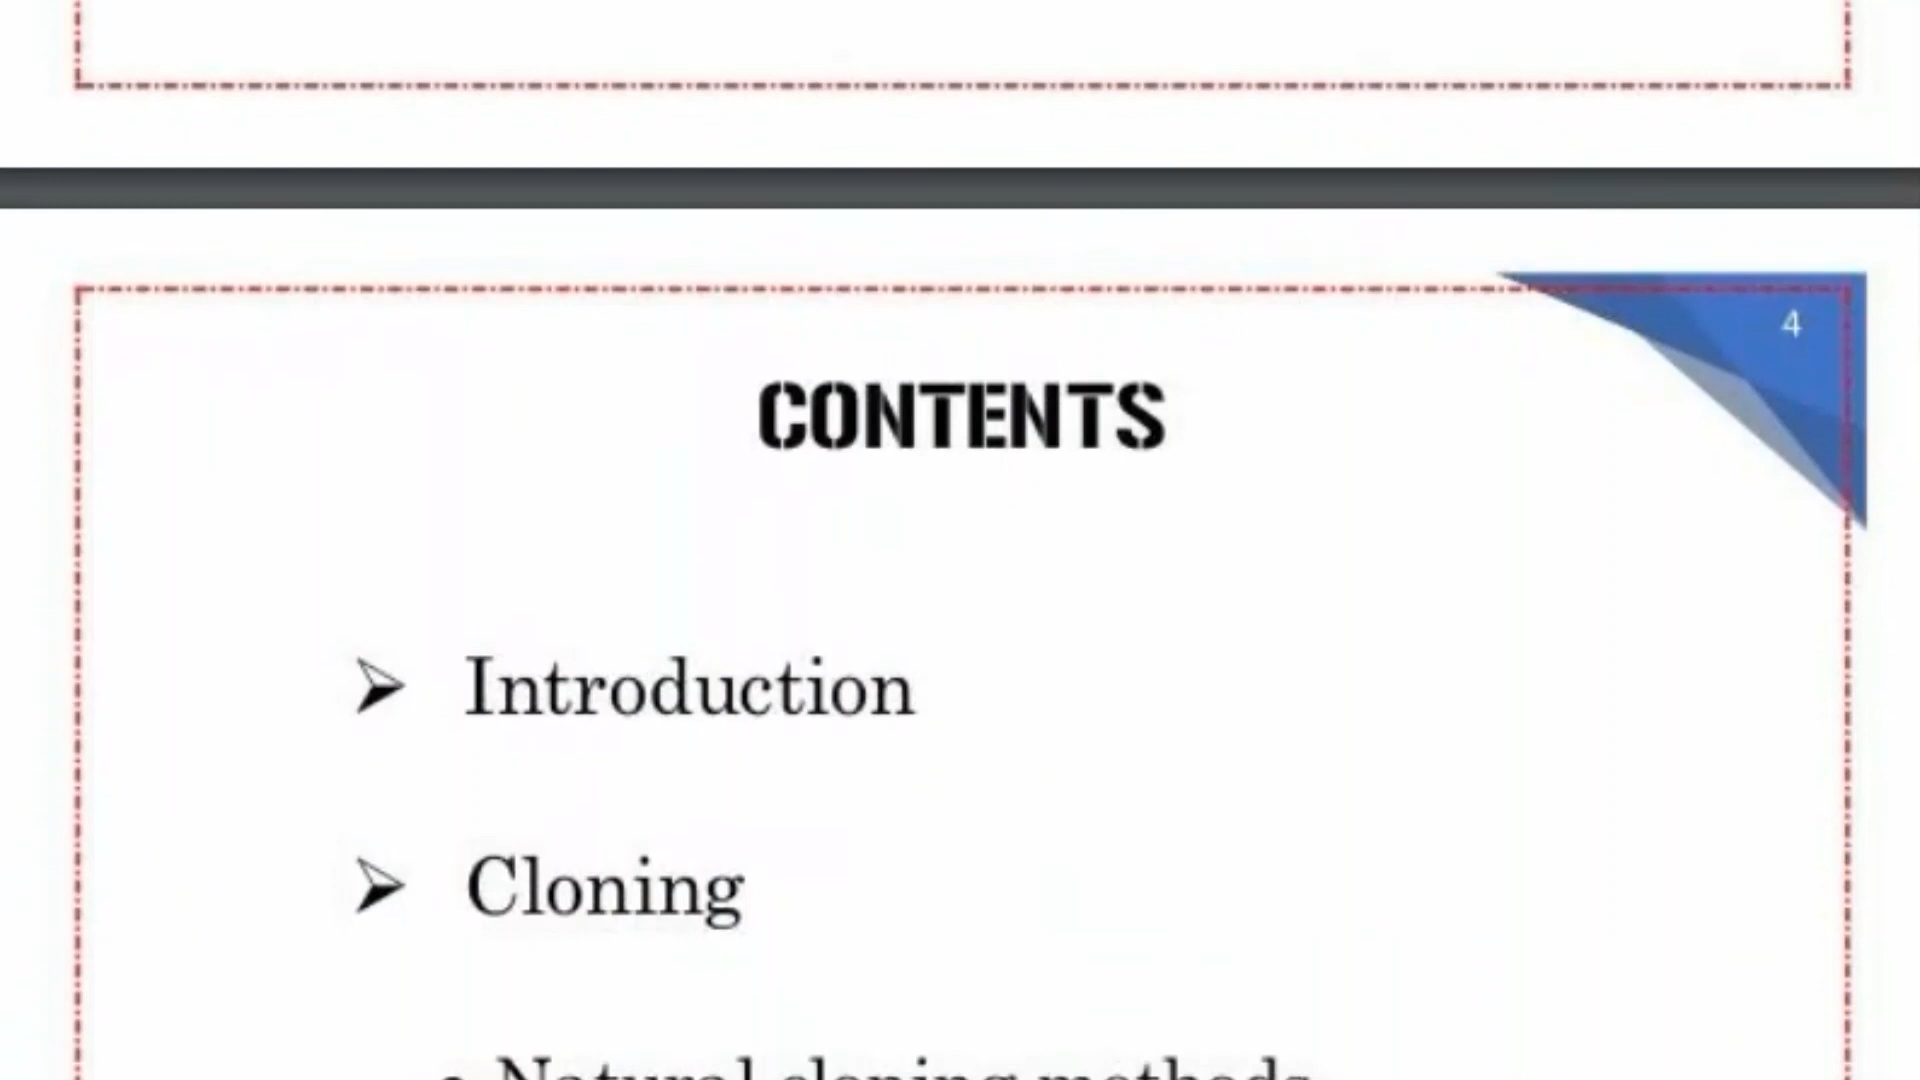 4
CONTENTS
➢ Introduction
➢ Cloning
• Natural cloning methods